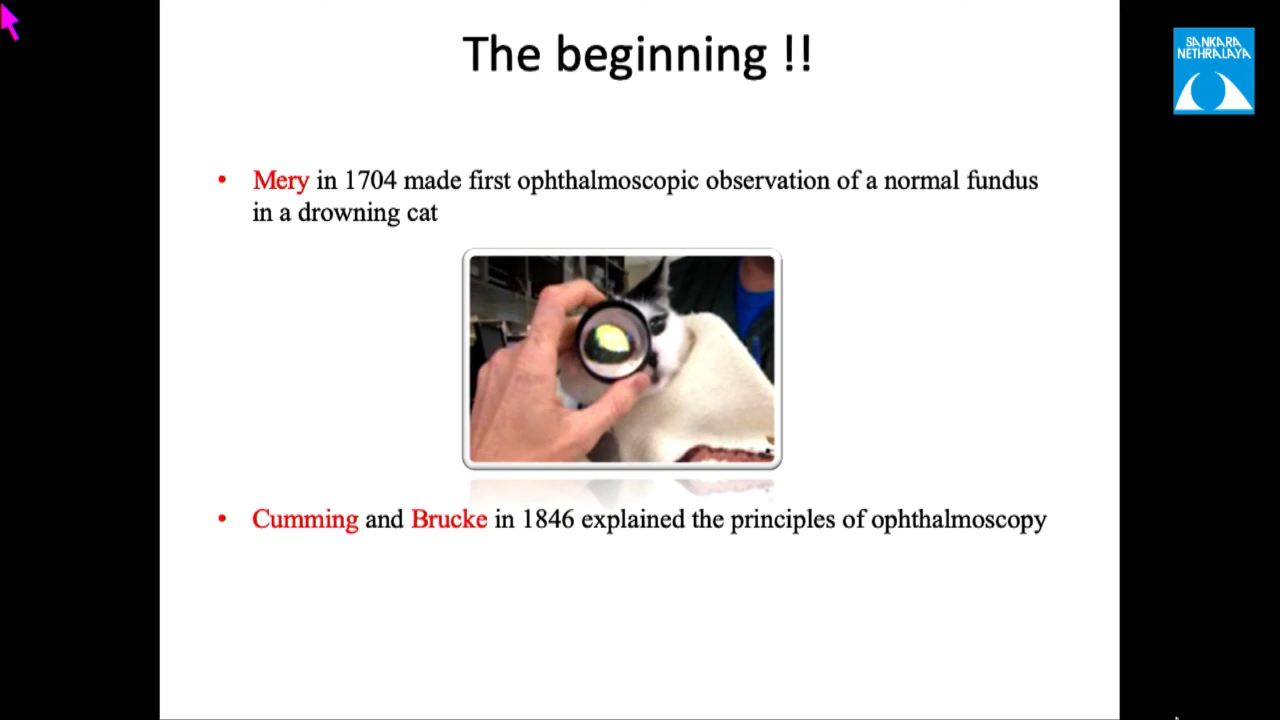 The beginning !!
SANKARA
NETHRALAYA
• Mery in 1704 made first ophthalmoscopic observation of a normal fundus
in a drowning cat
• Cumming and Brucke in 1846 explained the principles of ophthalmoscopy